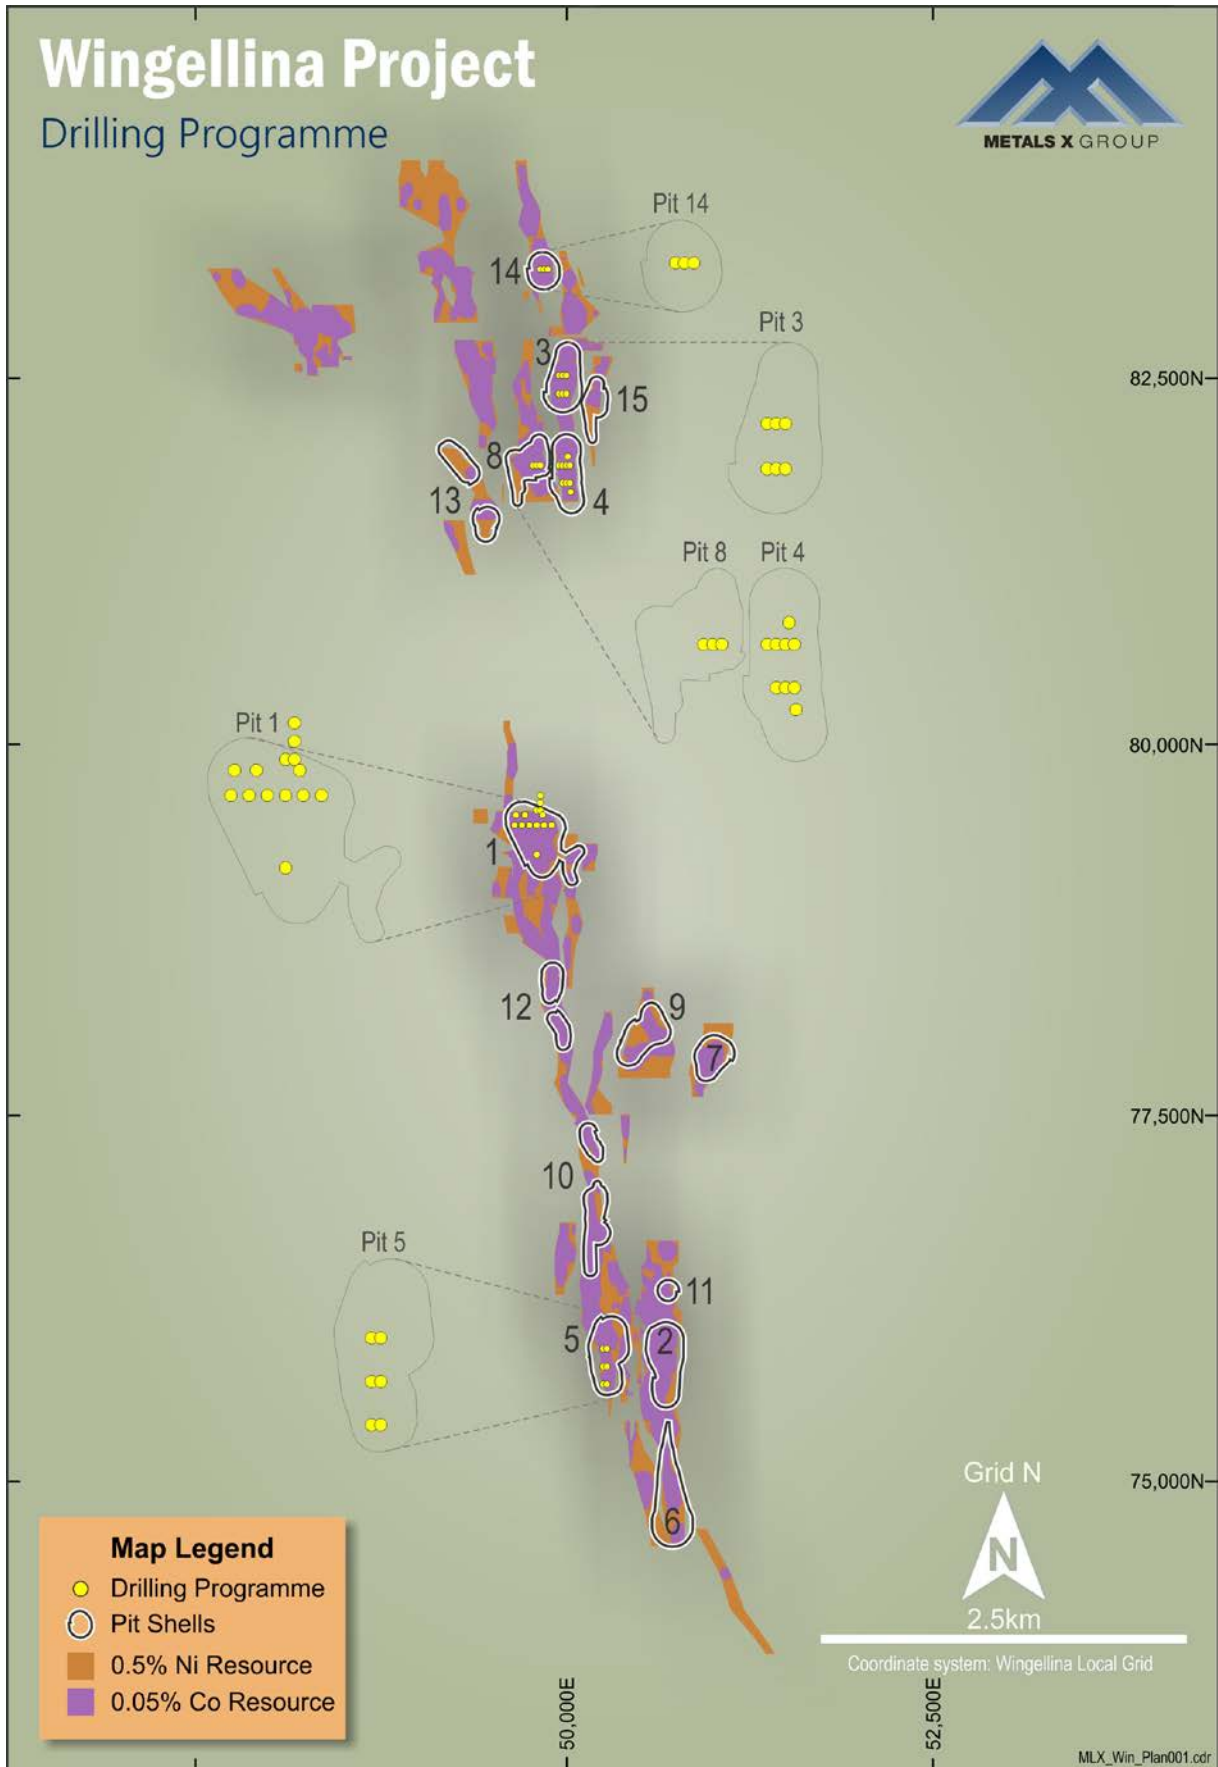 Wingellina Project
Drilling Programme
METALS X GROUP
Pit 14
14
Pit 3
3
82,500N
15
8
13
4
Pit 8
Pit 4
Pit 1
80,000N
1
12
9
7
77,500N
10
Pit 5
11
5
2
75,000N
6
Grid N
N
2.5km
Coordinate system: Wingellina Local Grid
Map Legend
Drilling Programme
Pit Shells
0.5% Ni Resource
0.05% Co Resource
50,000E
52,500E
MLX_Win_Plan001.cdr